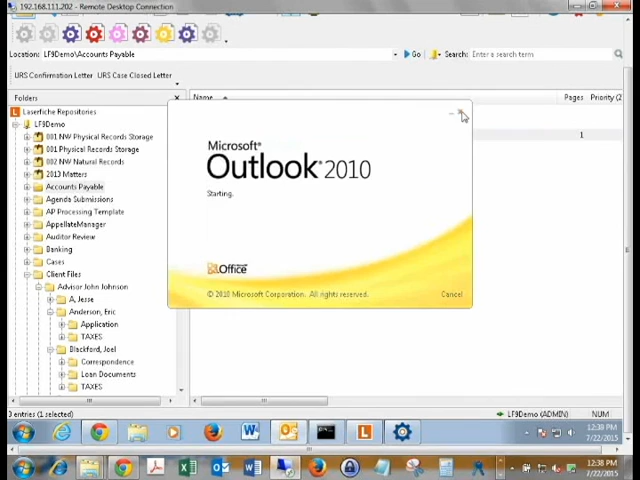 192.168.111.202 - Remote Desktop Connection
Location: LF9Demo\Accounts Payable
Go
Search: Enter a search term
URS Confirmation Letter URS Case Closed Letter
Folders
Name
Pages
Priority (2
Laserfiche Repositories
LF9Demo
001 NW Physical Records Storage
001 Physical Records Storage
1
002 NW Natural Records
2013 Matters
Accounts Payable
Agenda Submissions
AP Processing Template
AppellateManager
Auditor Review
Banking
Cases
Client Files
Advisor John Johnson
A, Jesse
Anderson, Eric
Application
TAXES
Blackford, Joel
Correspondence
Loan Documents
TAXES
Microsoft®
Outlook® 2010
Starting.
Office
© 2010 Microsoft Corporation. All rights reserved.
Cancel
3 entries (1 selected)
LF9Demo (ADMIN)
NUM
12:38 PM
7/22/2015
12:38 PM
7/22/2015